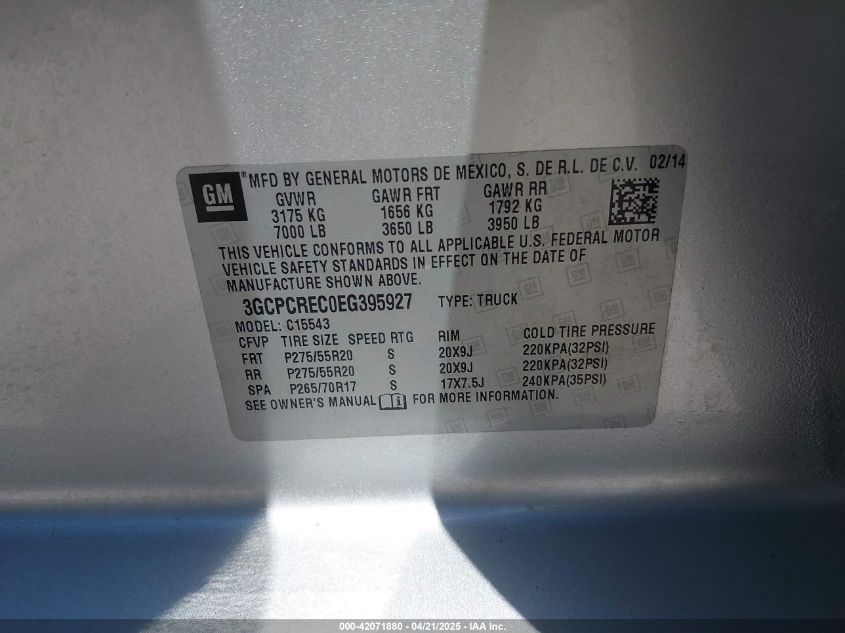 GM
® MFD BY GENERAL MOTORS DE MEXICO, S. DE R.L. DE C.V. 02/14
GVWR GAWR FRT GAWR RR
3175 KG 1656 KG 1792 KG
7000 LB 3650 LB 3950 LB
THIS VEHICLE CONFORMS TO ALL APPLICABLE U.S. FEDERAL MOTOR
VEHICLE SAFETY STANDARDS IN EFFECT ON THE DATE OF
MANUFACTURE SHOWN ABOVE.
3GCPCREC0EG395927 TYPE: TRUCK
MODEL: C15543
CFVP TIRE SIZE SPEED RTG RIM COLD TIRE PRESSURE
FRT P275/55R20 S 20X9J 220KPA(32PSI)
RR P275/55R20 S 20X9J 220KPA(32PSI)
SPA P265/70R17 S 17X7.5J 240KPA(35PSI)
SEE OWNER'S MANUAL i FOR MORE INFORMATION.
000-42071880 - 04/21/2025 - IAA Inc.